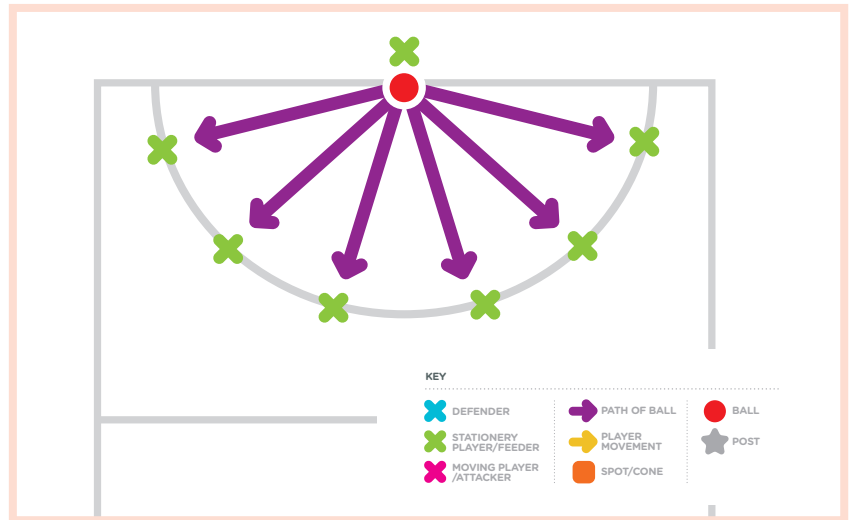 KEY
DEFENDER
STATIONERY
PLAYER/FEEDER
MOVING PLAYER
/ATTACKER
PATH OF BALL
PLAYER
MOVEMENT
SPOT/CONE
BALL
POST